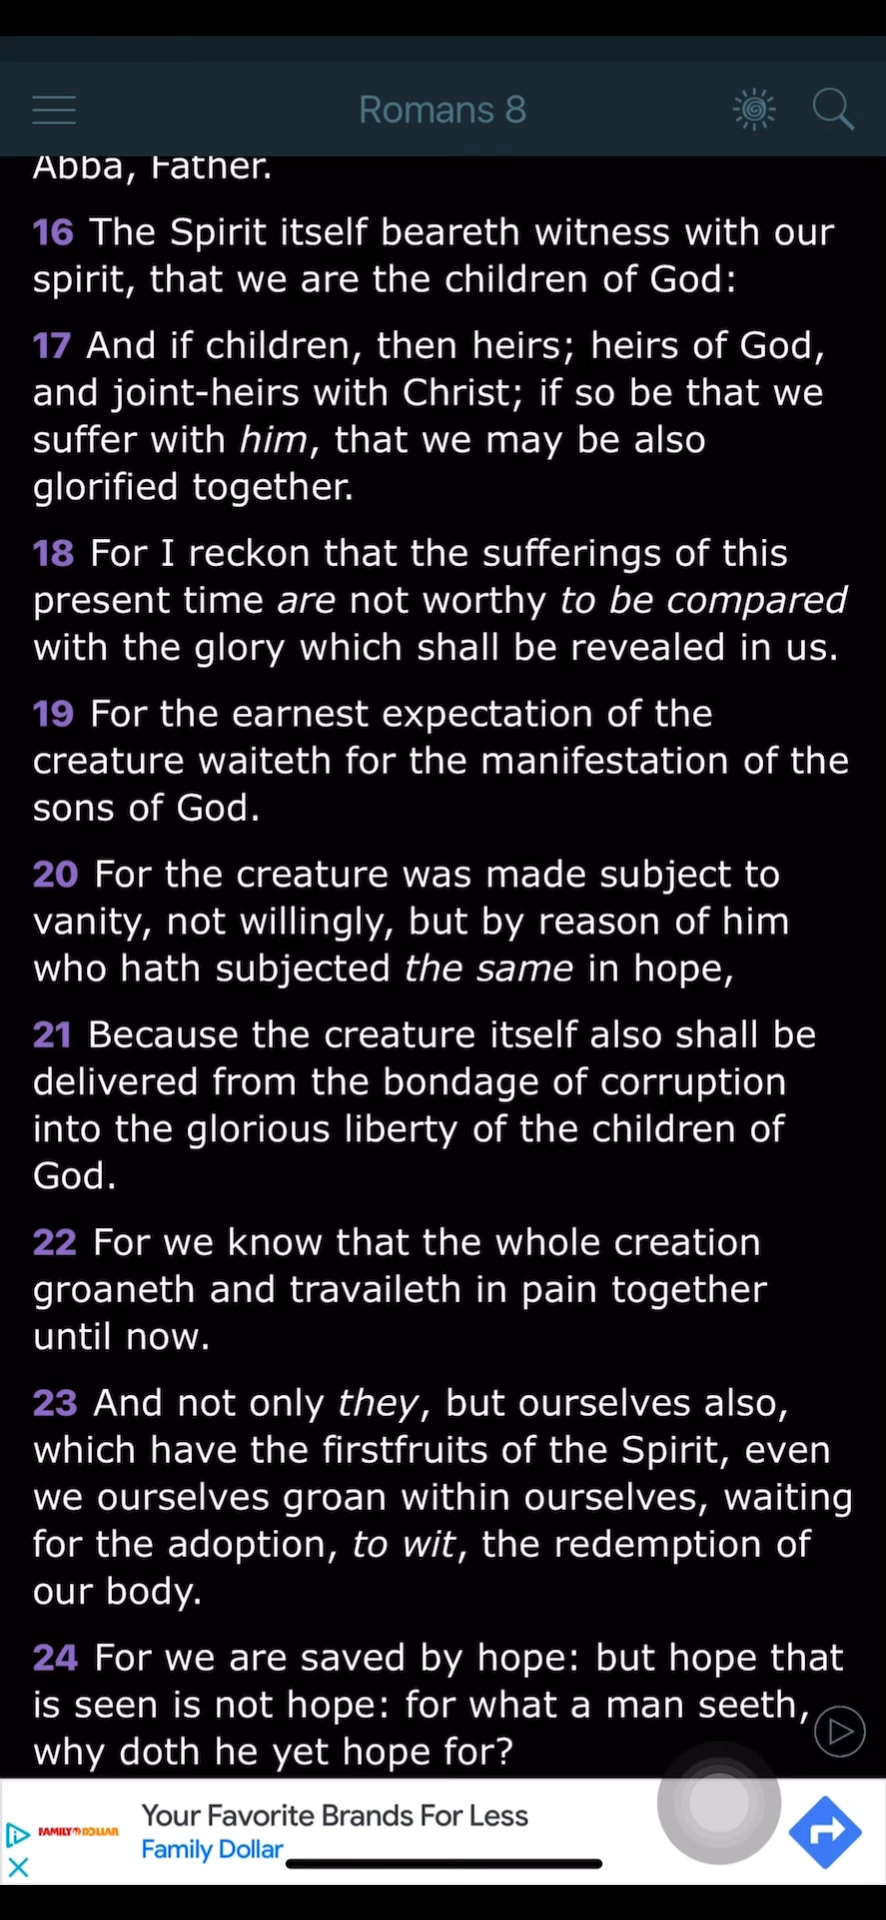 Romans 8
Abba, Father.
16 The Spirit itself beareth witness with our
spirit, that we are the children of God:
17 And if children, then heirs; heirs of God,
and joint-heirs with Christ; if so be that we
suffer with him, that we may be also
glorified together.
18 For I reckon that the sufferings of this
present time are not worthy to be compared
with the glory which shall be revealed in us.
19 For the earnest expectation of the
creature waiteth for the manifestation of the
sons of God.
20 For the creature was made subject to
vanity, not willingly, but by reason of him
who hath subjected the same in hope,
21 Because the creature itself also shall be
delivered from the bondage of corruption
into the glorious liberty of the children of
God.
22 For we know that the whole creation
groaneth and travaileth in pain together
until now.
23 And not only they, but ourselves also,
which have the firstfruits of the Spirit, even
we ourselves groan within ourselves, waiting
for the adoption, to wit, the redemption of
our body.
24 For we are saved by hope: but hope that
is seen is not hope: for what a man seeth,
why doth he yet hope for?
Your Favorite Brands For Less
FAMILY DOLLAR
Family Dollar